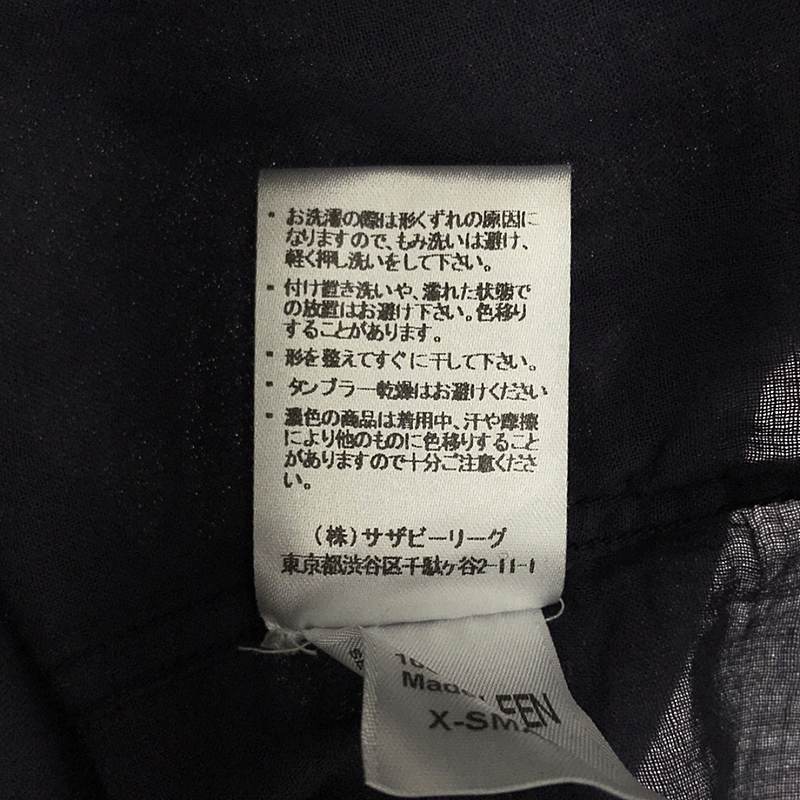 ・お洗濯の際は形くずれの原因に
なりますので、もみ洗いは避け、
軽く押し洗いをして下さい。
・付け置き洗いや、濡れた状態で
の放置はお避け下さい。色移り
することがあります。
・形を整えてすぐに干して下さい。
・タンブラー乾燥はお避けください
・濃色の商品は着用中、汗や摩擦
により他のものに色移りすること
がありますので十分ご注意くださ
い。
(株)サザビーリーグ
東京都渋谷区千駄ヶ谷2-11-1
Made
X-SM
EEN